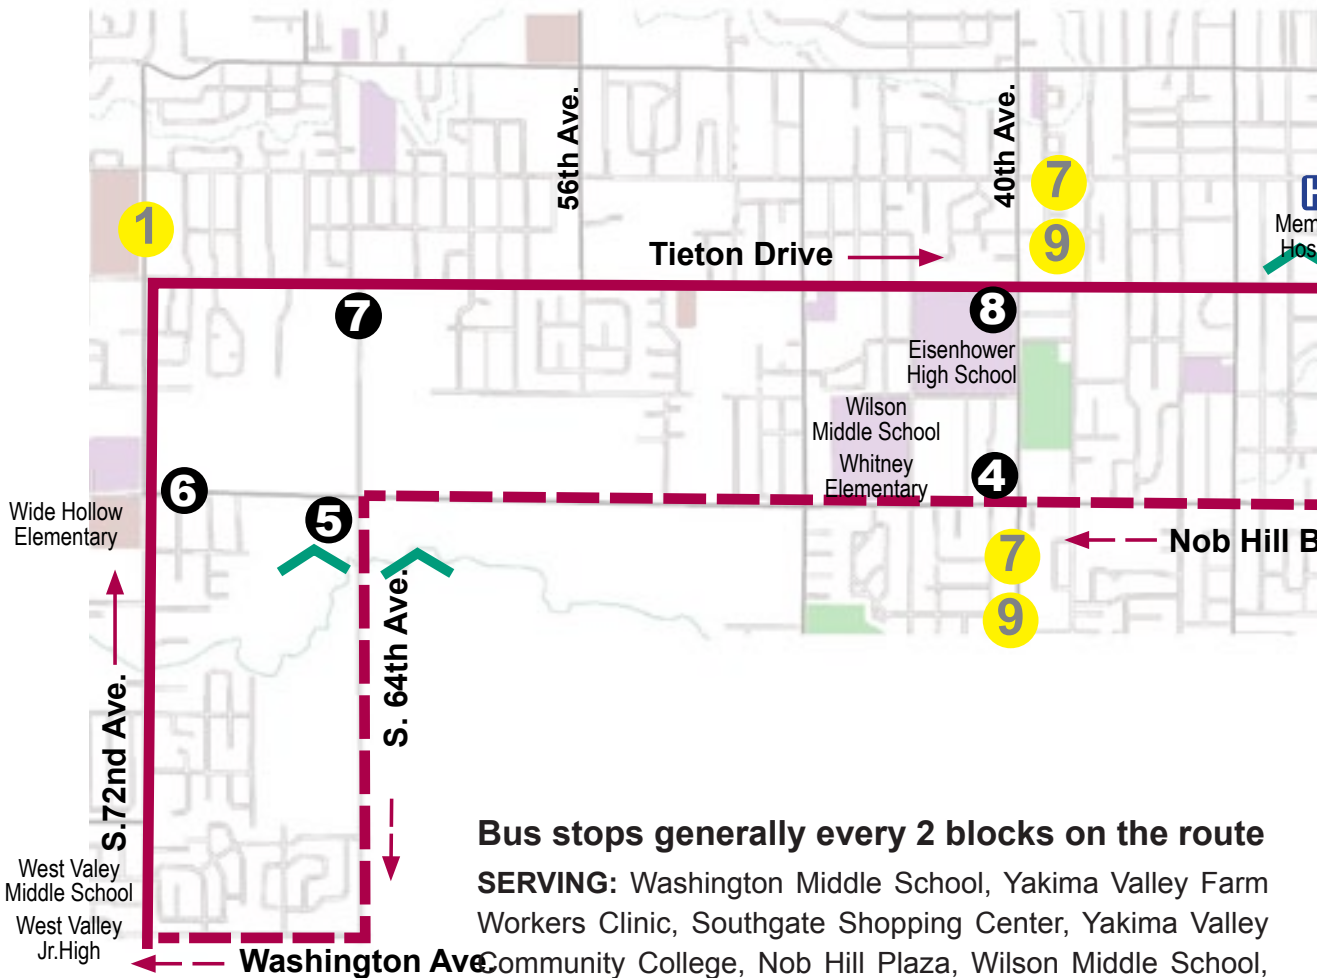 56th Ave.
40th Ave.
7
1
9
Tieton Drive
7
8
Eisenhower
High School
Wilson
Middle School
Whitney
Elementary
4
6
5
Wide Hollow
Elementary
Nob Hill B
7
9
S. 64th Ave.
S.72nd Ave.
West Valey
Middle School
West Valley
Jr.High
Washington Ave.
Bus stops generally every 2 blocks on the route
SERVING: Washington Middle School, Yakima Valley Farm
Workers Clinic, Southgate Shopping Center, Yakima Valley
Community College, Nob Hill Plaza, Wilson Middle School,